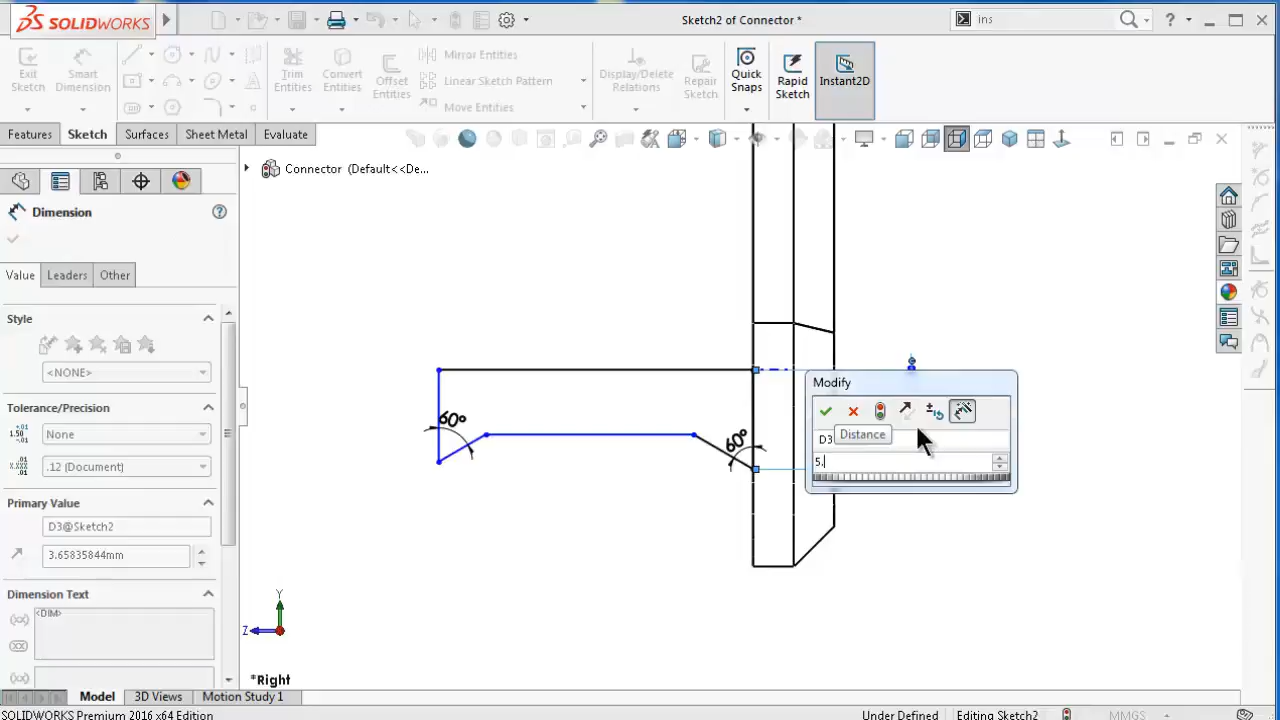 SOLIDWORKS
Sketch2 of Connector *
ins
Exit Sketch
Smart Dimension
Trim Entities
Convert Entities
Offset Entities
Mirror Entities
Linear Sketch Pattern
Move Entities
Display/Delete Relations
Repair Sketch
Quick Snaps
Rapid Sketch
Instant2D
Features
Sketch
Surfaces
Sheet Metal
Evaluate
Connector (Default<<De...
Dimension
Value
Leaders
Other
Style
<NONE>
Tolerance/Precision
1.50
None
.12 (Document)
Primary Value
D3@Sketch2
3.65835844mm
Dimension Text
<DIM>
60°
60°
Modify
D3
Distance
5.
Y
Z
*Right
Model
3D Views
Motion Study 1
SOLIDWORKS Premium 2016 x64 Edition
Under Defined
Editing Sketch2
MMGS